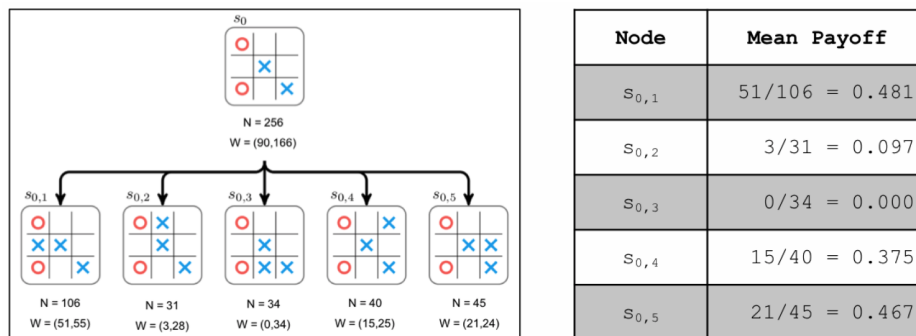 s₀
N = 256
W = (90,166)
s₀,₁ s₀,₂ s₀,₃ s₀,₄ s₀,₅
N = 106 N = 31 N = 34 N = 40 N = 45
W = (51,55) W = (3,28) W = (0,34) W = (15,25) W = (21,24)
Node Mean Payoff
s₀,₁ 51/106 = 0.481
s₀,₂ 3/31 = 0.097
s₀,₃ 0/34 = 0.000
s₀,₄ 15/40 = 0.375
s₀,₅ 21/45 = 0.467